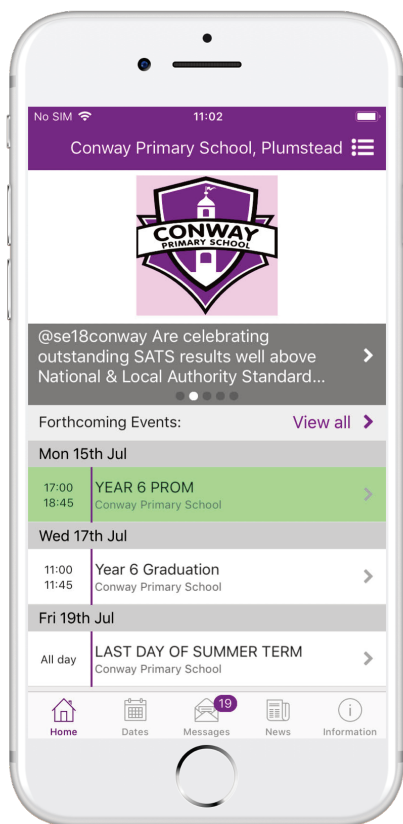 No SIM 11:02
Conway Primary School, Plumstead
CONWAY
PRIMARY SCHOOL
@se18conway Are celebrating
outstanding SATS results well above
National & Local Authority Standard...
Forthcoming Events: View all
Mon 15th Jul
17:00 YEAR 6 PROM
18:45 Conway Primary School
Wed 17th Jul
11:00 Year 6 Graduation
11:45 Conway Primary School
Fri 19th Jul
All day LAST DAY OF SUMMER TERM
Conway Primary School
19
Home Dates Messages News Information